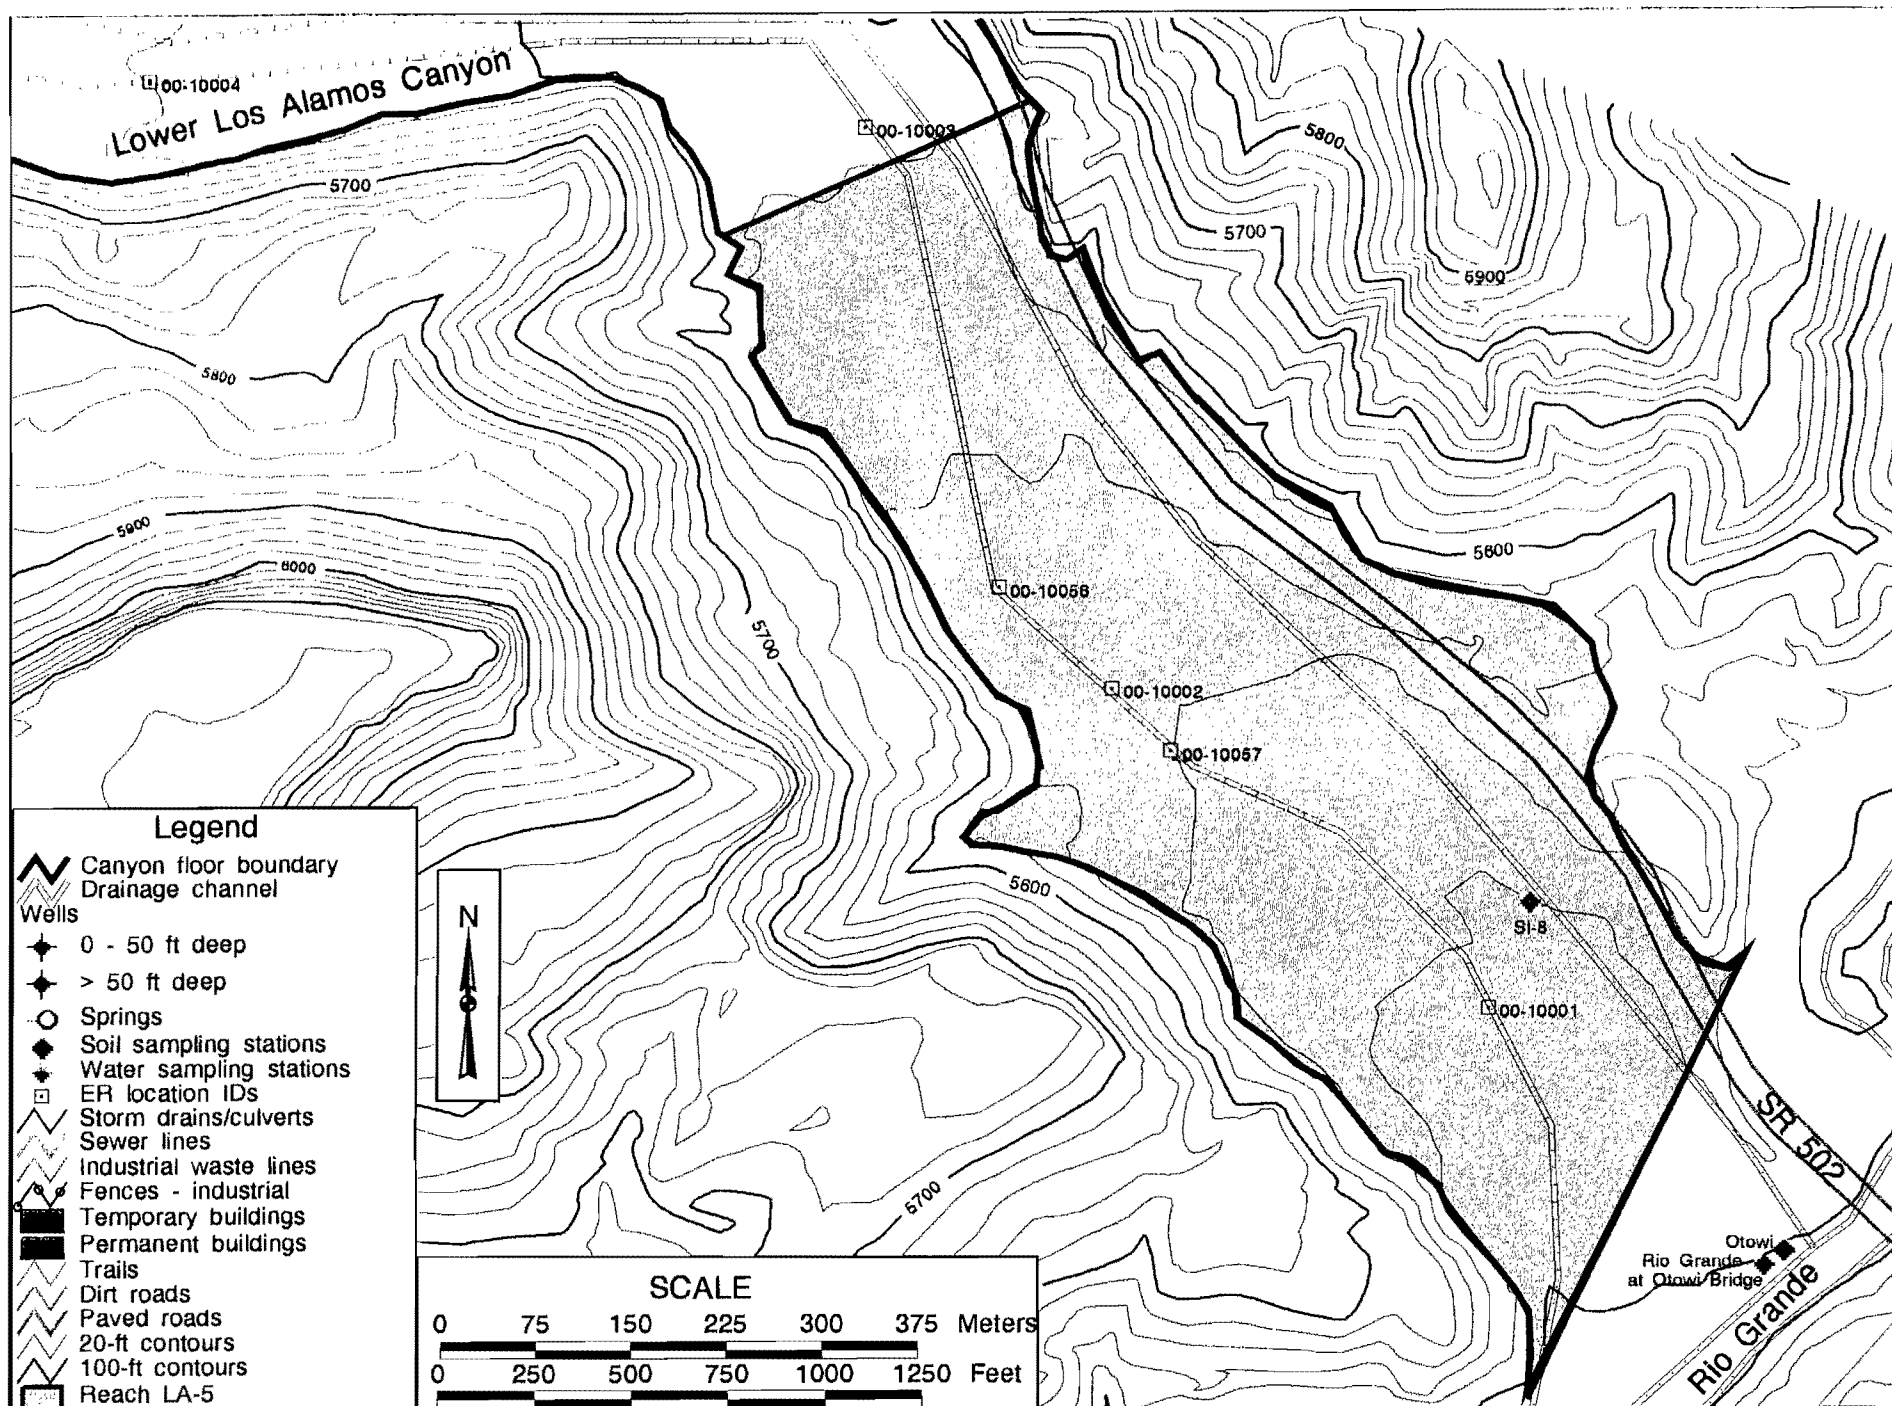 00-10004
Lower Los Alamos Canyon
00-10003
5800
5700
5700
5900
5800
5900
6000
5600
00-10056
5700
00-10002
00-10057
5600
SI-8
00-10001
Legend
Canyon floor boundary
Drainage channel
Wells
0 - 50 ft deep
> 50 ft deep
Springs
Soil sampling stations
Water sampling stations
ER location IDs
Storm drains/culverts
Sewer lines
Industrial waste lines
Fences - industrial
Temporary buildings
Permanent buildings
Trails
Dirt roads
Paved roads
20-ft contours
100-ft contours
Reach LA-5
N
SR 502
5700
Otowi
Rio Grande
at Otowi Bridge
Rio Grande
SCALE
0 75 150 225 300 375 Meters
0 250 500 750 1000 1250 Feet